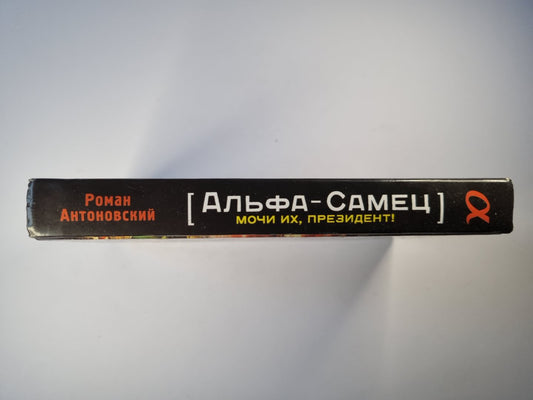 Роман
Антоновский
[Альфа-Самец]
мочи их, президент!
α